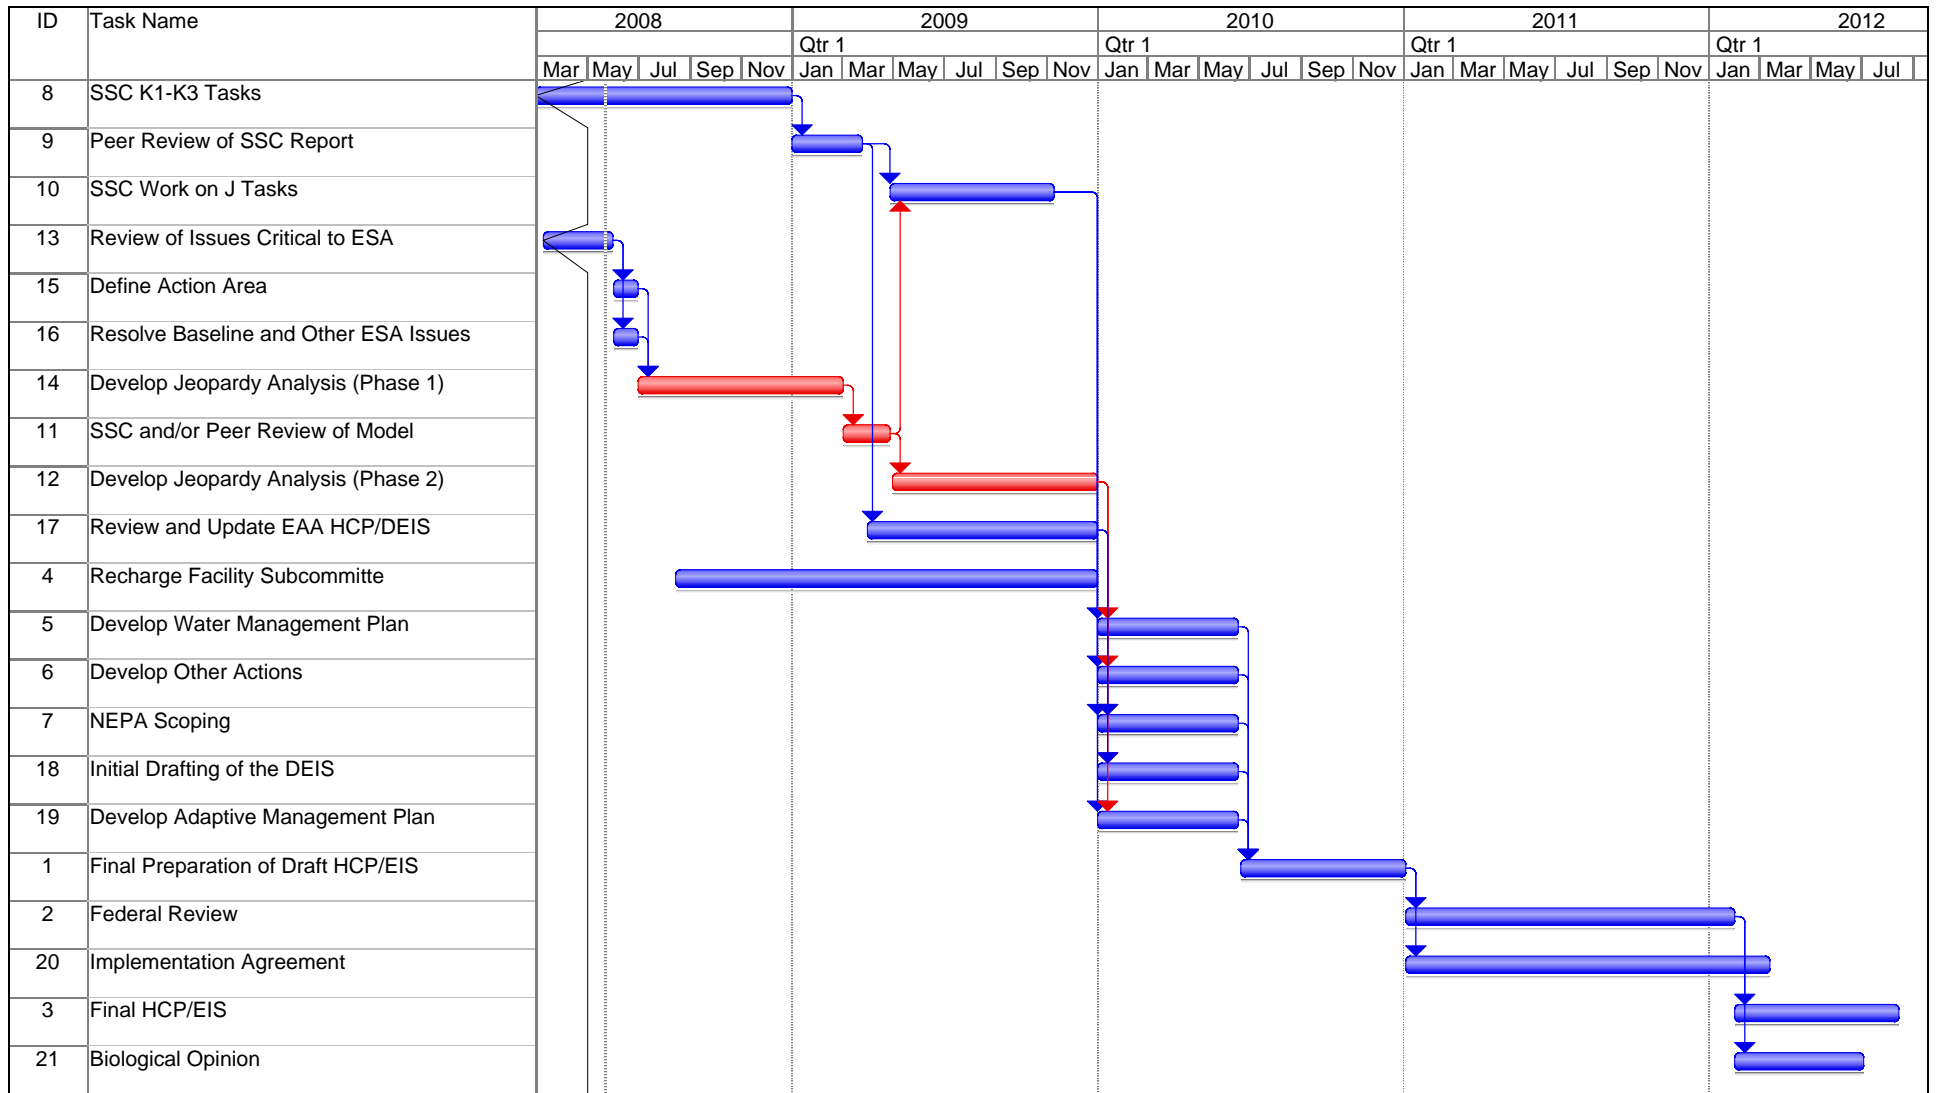 ID Task Name 2008 2009 2010 2011 2012
Qtr 1 Qtr 1 Qtr 1 Qtr 1
Mar May Jul Sep Nov Jan Mar May Jul Sep Nov Jan Mar May Jul Sep Nov Jan Mar May Jul Sep Nov Jan Mar May Jul
8 SSC K1-K3 Tasks
9 Peer Review of SSC Report
10 SSC Work on J Tasks
13 Review of Issues Critical to ESA
15 Define Action Area
16 Resolve Baseline and Other ESA Issues
14 Develop Jeopardy Analysis (Phase 1)
11 SSC and/or Peer Review of Model
12 Develop Jeopardy Analysis (Phase 2)
17 Review and Update EAA HCP/DEIS
4 Recharge Facility Subcommitte
5 Develop Water Management Plan
6 Develop Other Actions
7 NEPA Scoping
18 Initial Drafting of the DEIS
19 Develop Adaptive Management Plan
1 Final Preparation of Draft HCP/EIS
2 Federal Review
20 Implementation Agreement
3 Final HCP/EIS
21 Biological Opinion